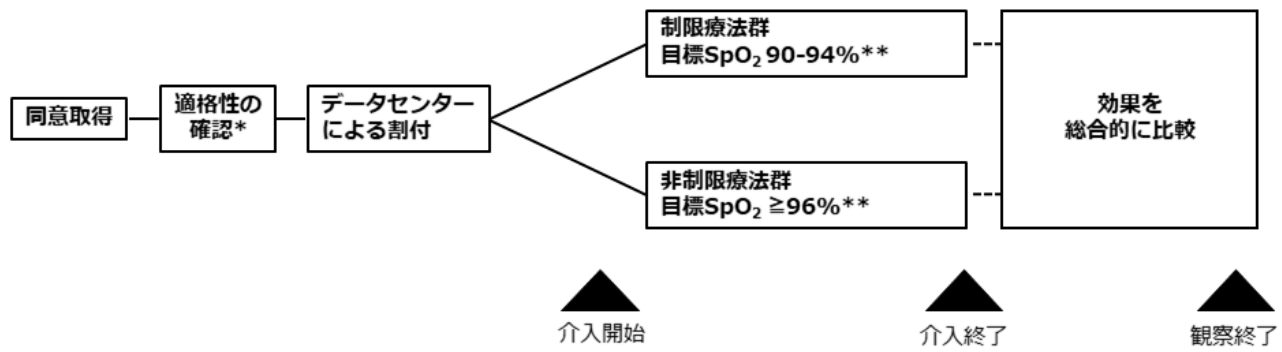 同意取得
適格性の
確認*
データセンター
による割付
制限療法群
目標SpO₂ 90-94%**
非制限療法群
目標SpO₂ ≧96%**
効果を
総合的に比較
介入開始
介入終了
観察終了